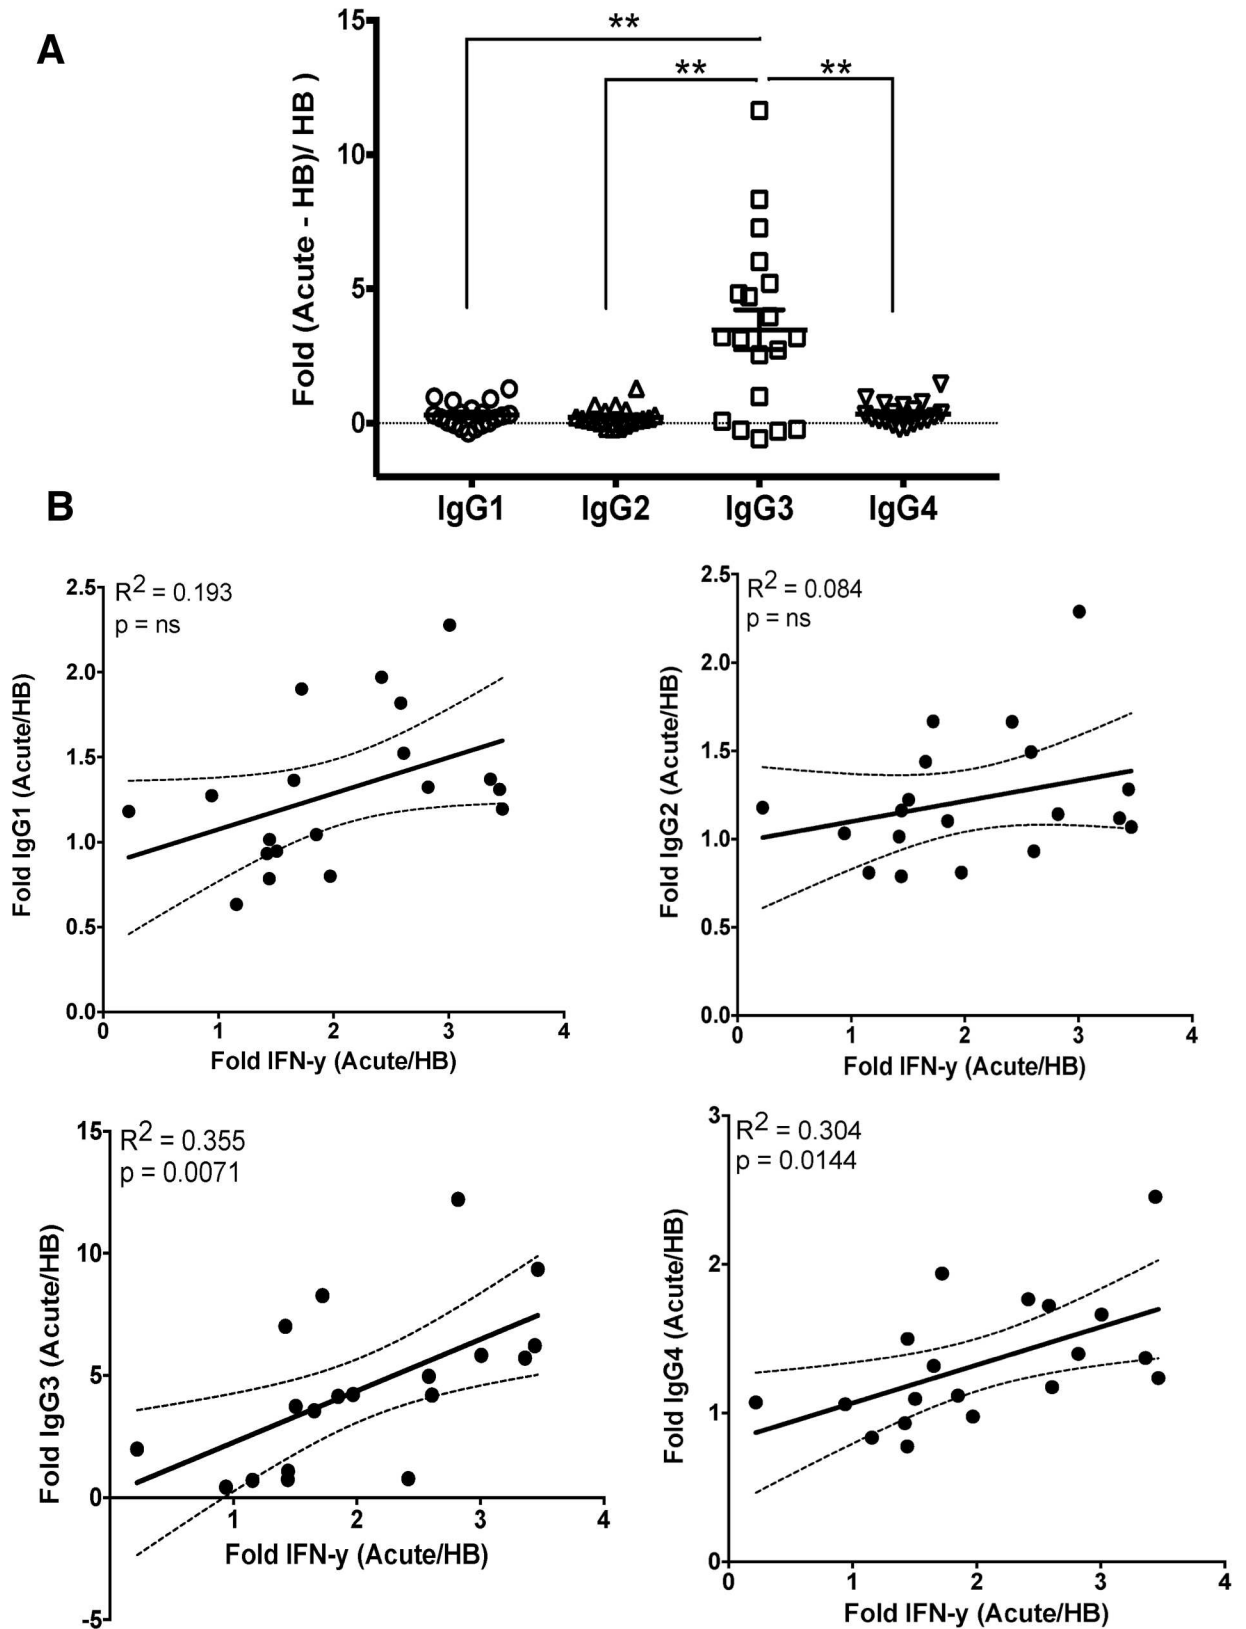 A
Fold (Acute - HB)/ HB )
15
10
5
0
**
**
**
IgG1 IgG2 IgG3 IgG4
B
R2 = 0.193
p = ns
Fold IgG1 (Acute/HB)
2.5
2.0
1.5
1.0
0.5
0.0
0 1 2 3 4
Fold IFN-y (Acute/HB)
R2 = 0.084
p = ns
Fold IgG2 (Acute/HB)
2.5
2.0
1.5
1.0
0.5
0.0
0 1 2 3 4
Fold IFN-y (Acute/HB)
R2 = 0.355
p = 0.0071
Fold IgG3 (Acute/HB)
15
10
5
0
-5
1 2 3 4
Fold IFN-y (Acute/HB)
R2 = 0.304
p = 0.0144
Fold IgG4 (Acute/HB)
3
2
1
0
0 1 2 3 4
Fold IFN-y (Acute/HB)